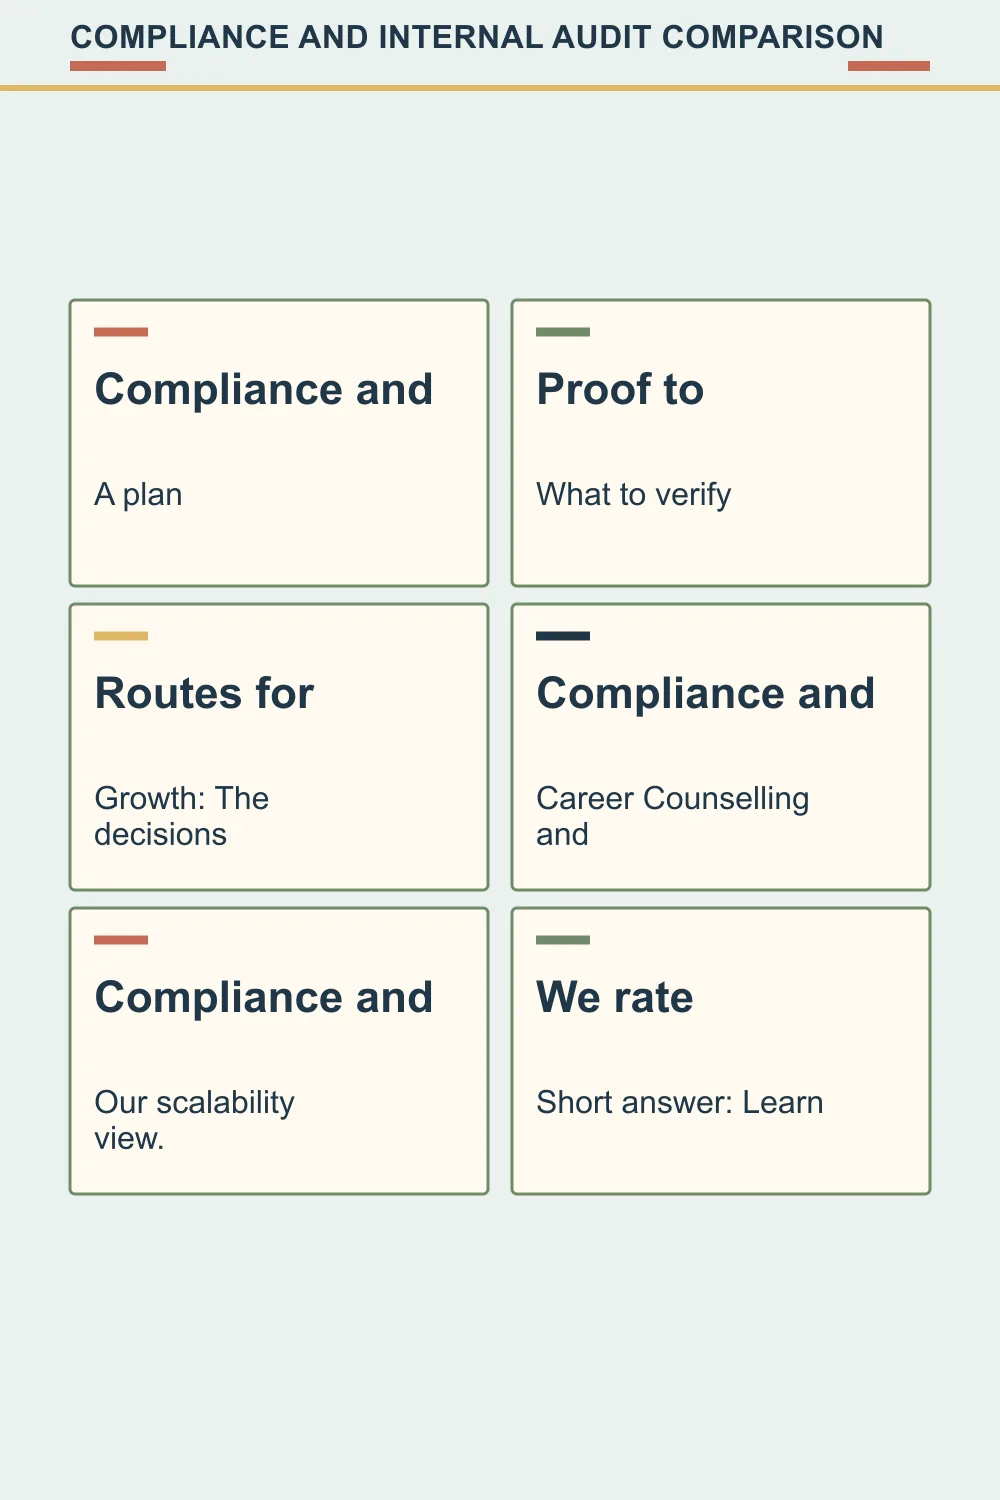 COMPLIANCE AND INTERNAL AUDIT COMPARISON
Compliance and
A plan
Proof to
What to verify
Routes for
Growth: The
decisions
Compliance and
Career Counselling
and
Compliance and
Our scalability
view.
We rate
Short answer: Learn